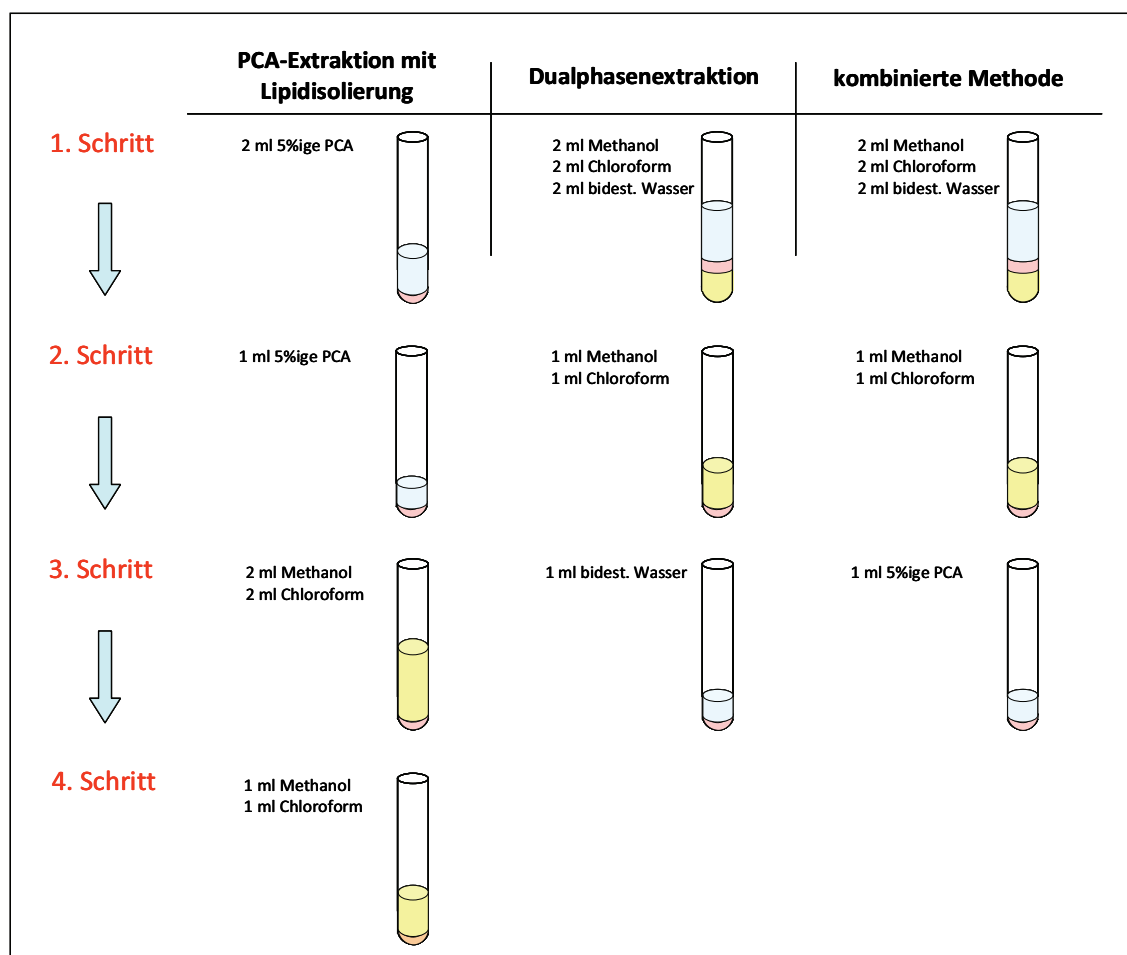 PCA-Extraktion mit
Lipidisolierung
Dualphasenextraktion
kombinierte Methode
1. Schritt
2 ml 5%ige PCA
2 ml Methanol
2 ml Chloroform
2 ml bidest. Wasser
2 ml Methanol
2 ml Chloroform
2 ml bidest. Wasser
2. Schritt
1 ml 5%ige PCA
1 ml Methanol
1 ml Chloroform
1 ml Methanol
1 ml Chloroform
3. Schritt
2 ml Methanol
2 ml Chloroform
1 ml bidest. Wasser
1 ml 5%ige PCA
4. Schritt
1 ml Methanol
1 ml Chloroform